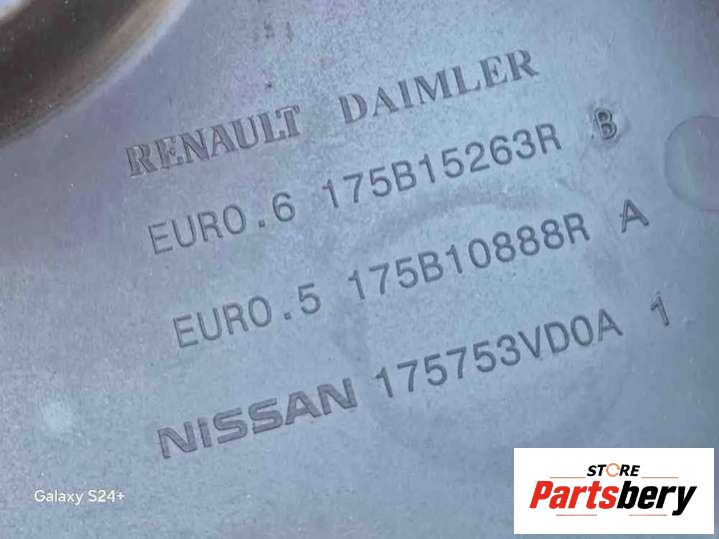 RENAULT DAIMLER
EURO.6 175B15263R B
EURO.5 175B10888R A
NISSAN 175753VD0A 1
Galaxy S24+
STORE
Partsbery